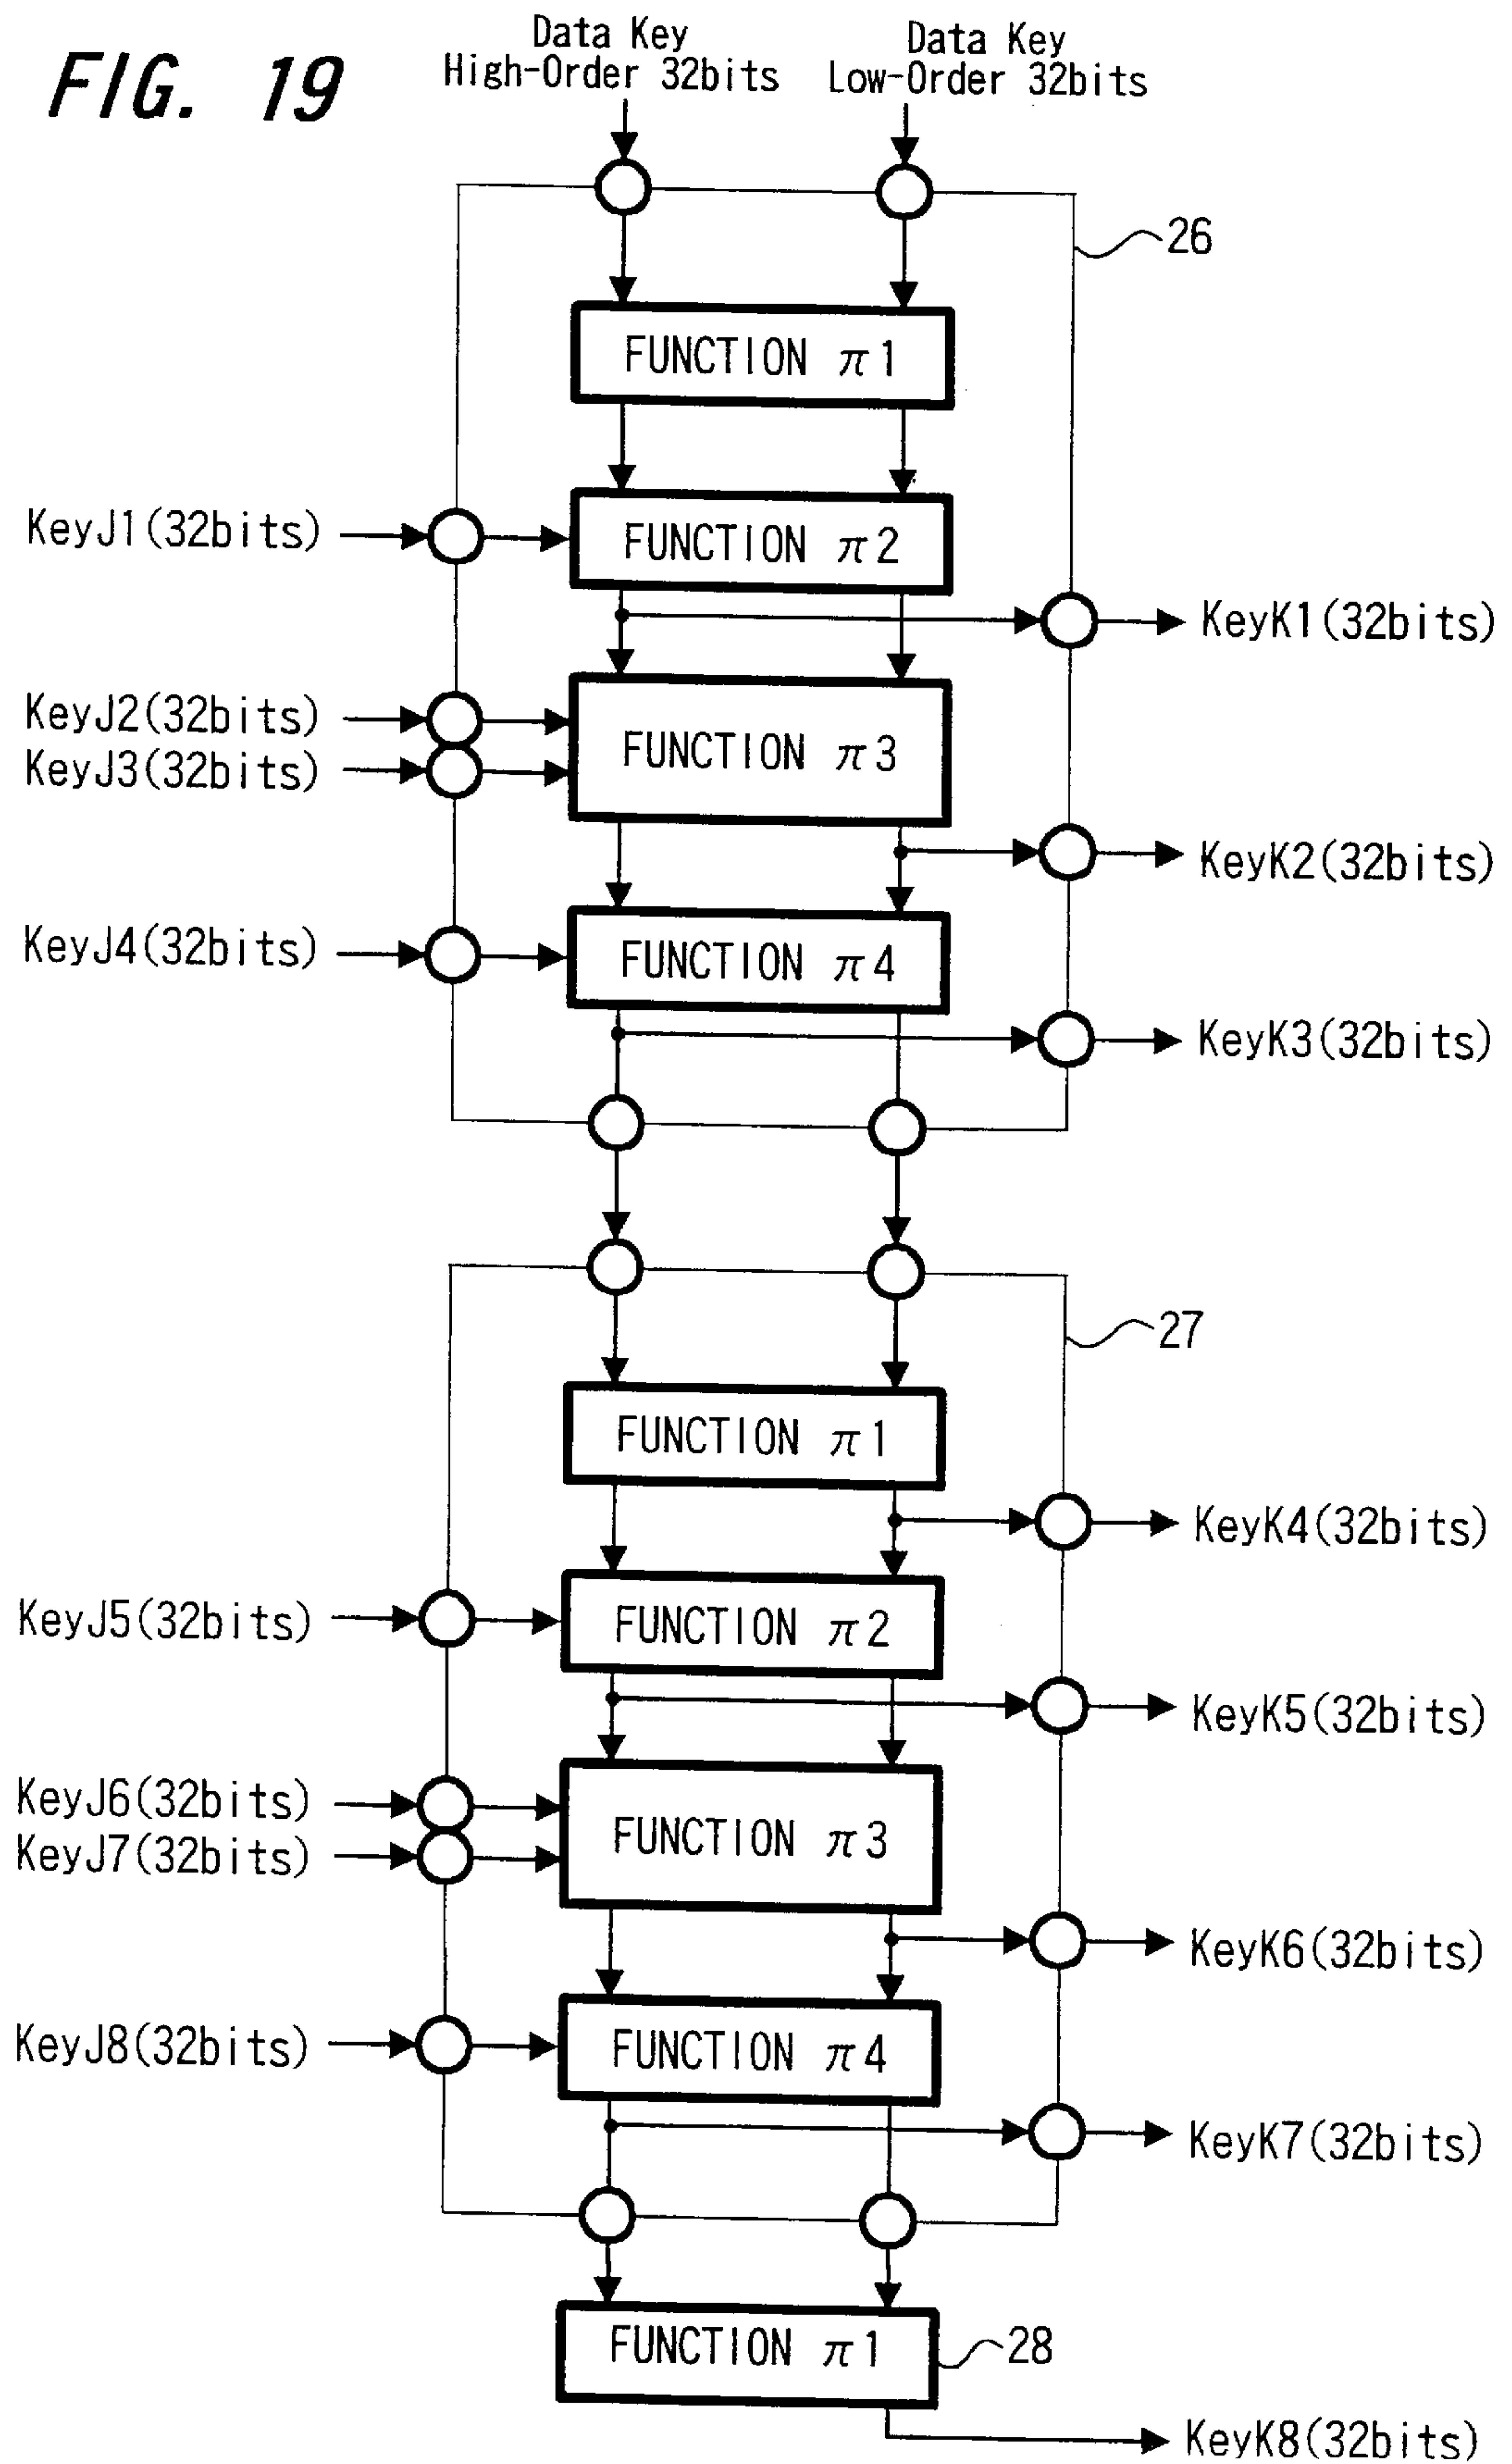 FIG. 19
Data Key
High-Order 32bits
Data Key
Low-Order 32bits
26
FUNCTION π1
KeyJ1(32bits)
FUNCTION π2
KeyK1(32bits)
KeyJ2(32bits)
KeyJ3(32bits)
FUNCTION π3
KeyK2(32bits)
KeyJ4(32bits)
FUNCTION π4
KeyK3(32bits)
27
FUNCTION π1
KeyK4(32bits)
KeyJ5(32bits)
FUNCTION π2
KeyK5(32bits)
KeyJ6(32bits)
KeyJ7(32bits)
FUNCTION π3
KeyK6(32bits)
KeyJ8(32bits)
FUNCTION π4
KeyK7(32bits)
FUNCTION π1
28
KeyK8(32bits)